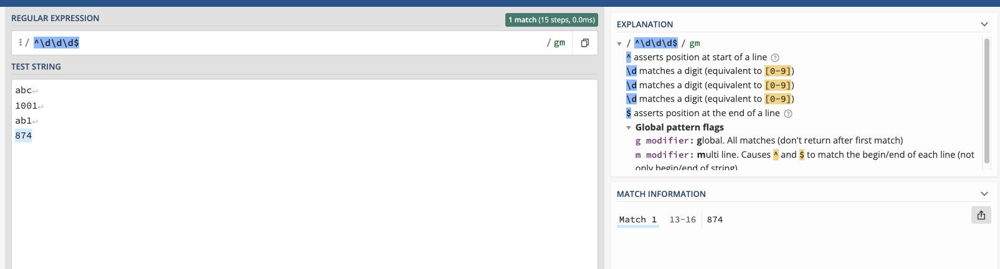 REGULAR EXPRESSION
1 match (15 steps, 0.0ms)
/ ^\d\d\d$ / gm
TEST STRING
abc↵
1001↵
ab1↵
874
EXPLANATION
/ ^\d\d\d$ / gm
^ asserts position at start of a line ?
\d matches a digit (equivalent to [0-9])
\d matches a digit (equivalent to [0-9])
\d matches a digit (equivalent to [0-9])
$ asserts position at the end of a line ?
Global pattern flags
g modifier: global. All matches (don't return after first match)
m modifier: multi line. Causes ^ and $ to match the begin/end of each line (not
only begin/end of string)
MATCH INFORMATION
Match 1 13-16 874